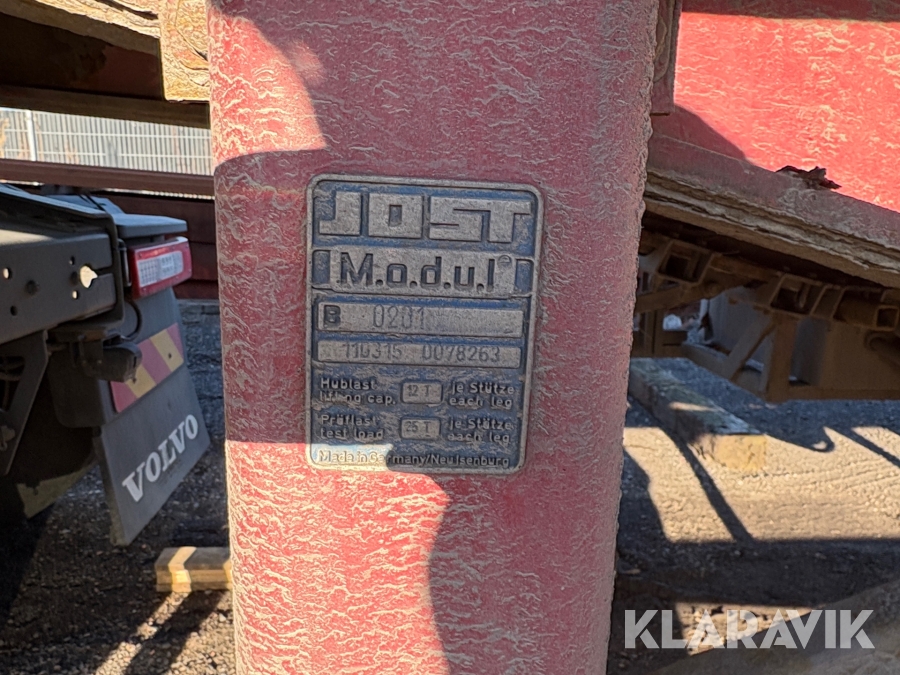 JOST
M.o.d.u.l®
B 0201
110315 0078263
Hublast je Stütze
lifting cap. 12 T each leg
Prüflast je Stütze
test load 25 T each leg
Made in Germany/Neu Isenburg
VOLVO
KLARAVIK